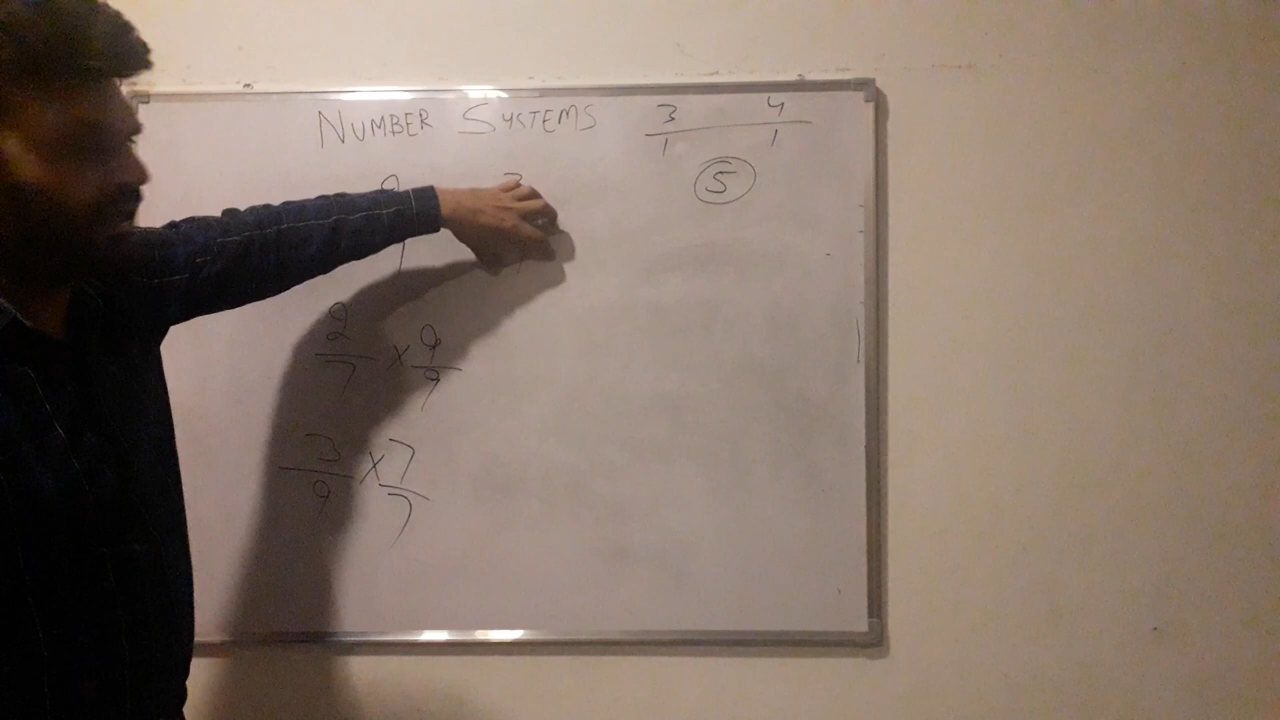 NUMBER SYSTEMS
3 4
1 1
5
2/7 × 9/9
3/9 × 7/7